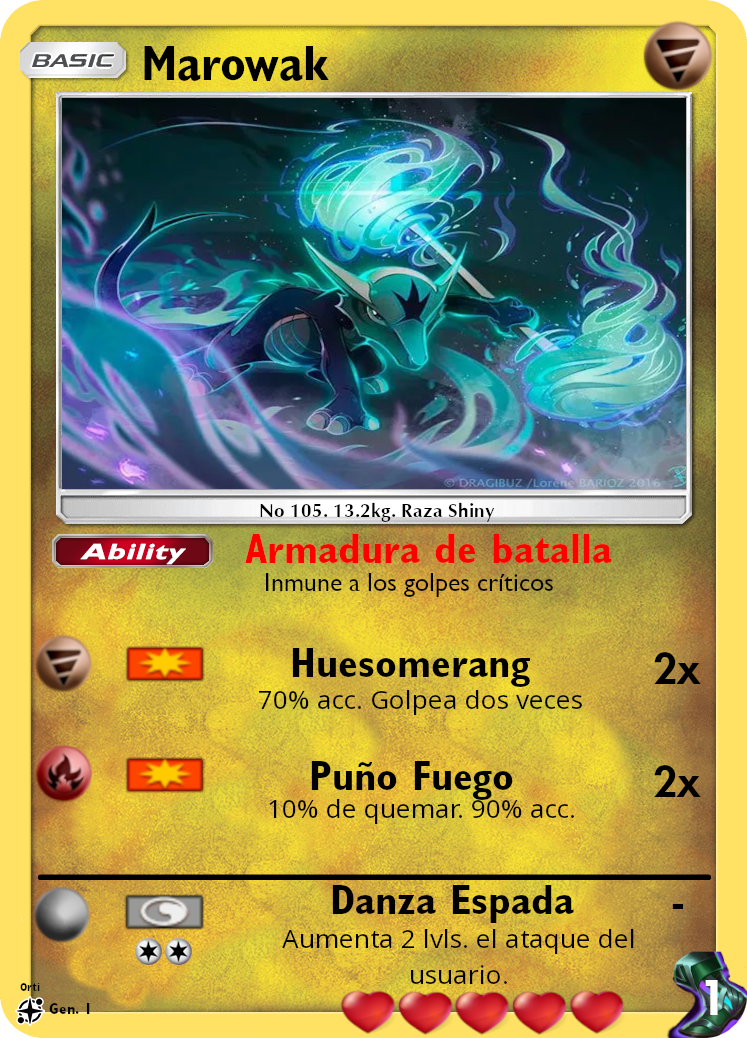 BASIC Marowak
© DRAGIBUZ /Lorene BARIOZ 2016
No 105. 13.2kg. Raza Shiny
Ability Armadura de batalla
Inmune a los golpes críticos
Huesomerang 2x
70% acc. Golpea dos veces
Puño Fuego 2x
10% de quemar. 90% acc.
Danza Espada -
Aumenta 2 lvls. el ataque del
usuario.
Orti
Gen. 1
1